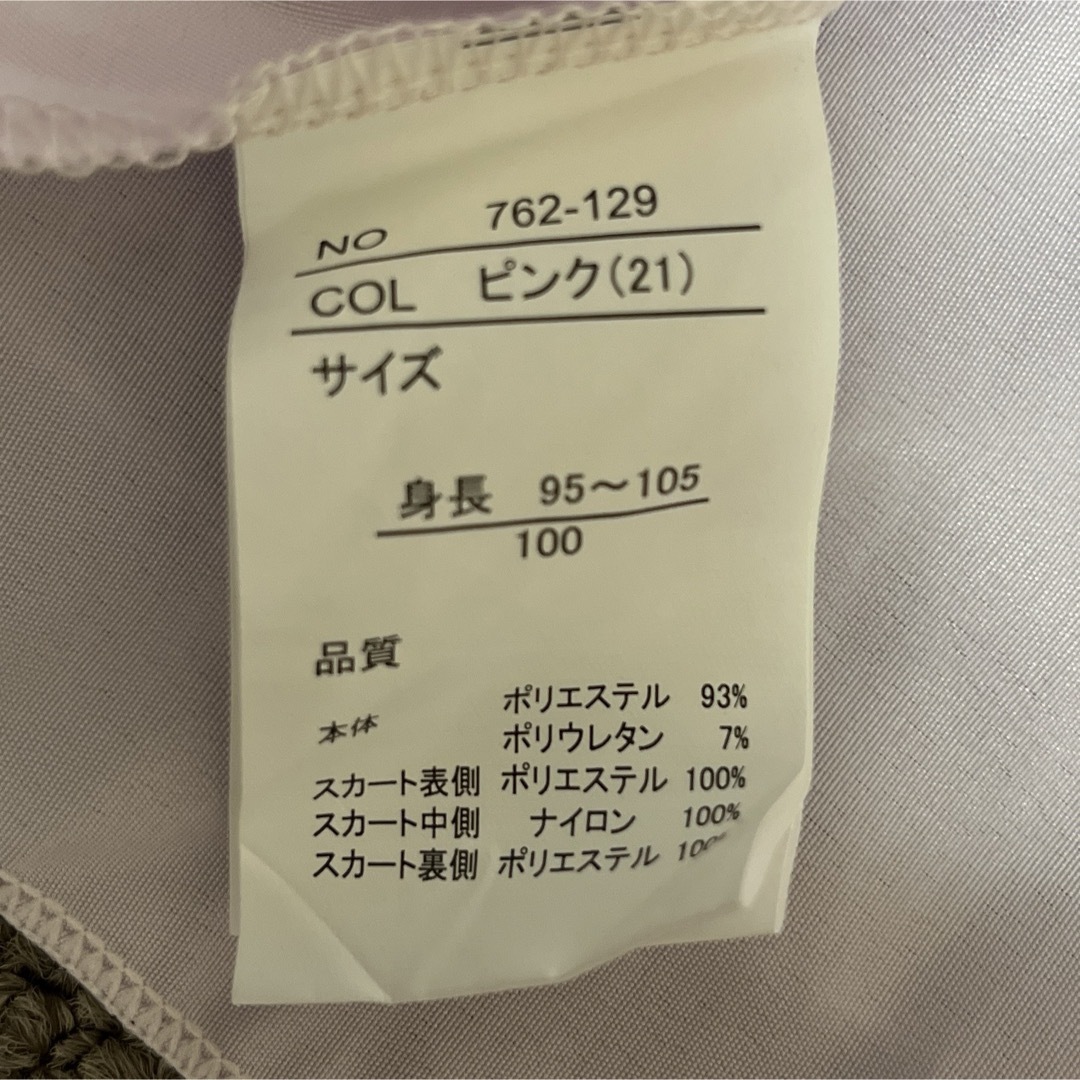 NO 762-129
COL ピンク(21)
サイズ
身長 95～105
100
品質
本体 ポリエステル 93%
ポリウレタン 7%
スカート表側 ポリエステル 100%
スカート中側 ナイロン 100%
スカート裏側 ポリエステル